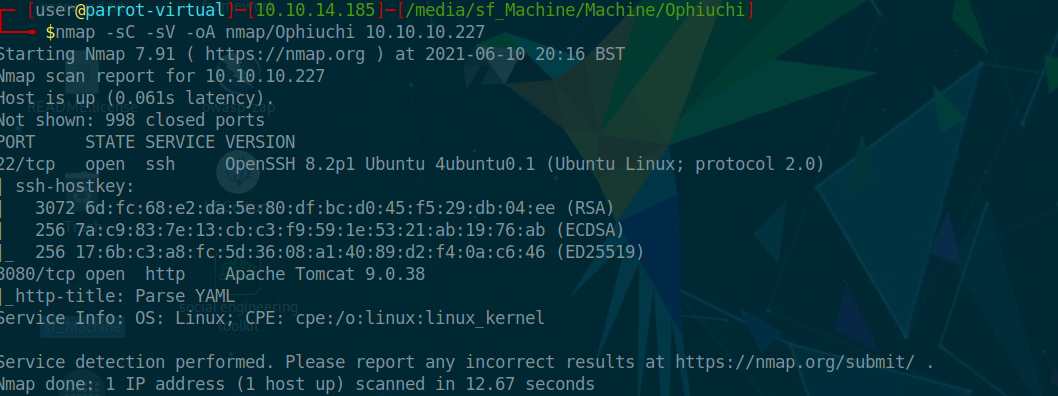 [user@parrot-virtual]─[10.10.14.185]─[/media/sf_Machine/Machine/Ophiuchi]
$nmap -sC -sV -oA nmap/Ophiuchi 10.10.10.227
Starting Nmap 7.91 ( https://nmap.org ) at 2021-06-10 20:16 BST
Nmap scan report for 10.10.10.227
Host is up (0.061s latency).
Not shown: 998 closed ports
PORT     STATE SERVICE VERSION
22/tcp   open  ssh     OpenSSH 8.2p1 Ubuntu 4ubuntu0.1 (Ubuntu Linux; protocol 2.0)
| ssh-hostkey:
|   3072 6d:fc:68:e2:da:5e:80:df:bc:d0:45:f5:29:db:04:ee (RSA)
|   256 7a:c9:83:7e:13:cb:c3:f9:59:1e:53:21:ab:19:76:ab (ECDSA)
|_  256 17:6b:c3:a8:fc:5d:36:08:a1:40:89:d2:f4:0a:c6:46 (ED25519)
8080/tcp open  http    Apache Tomcat 9.0.38
|_http-title: Parse YAML
Service Info: OS: Linux; CPE: cpe:/o:linux:linux_kernel
Service detection performed. Please report any incorrect results at https://nmap.org/submit/ .
Nmap done: 1 IP address (1 host up) scanned in 12.67 seconds
README.license
owasp-zap
social engineering
toolkit
sf_Machine